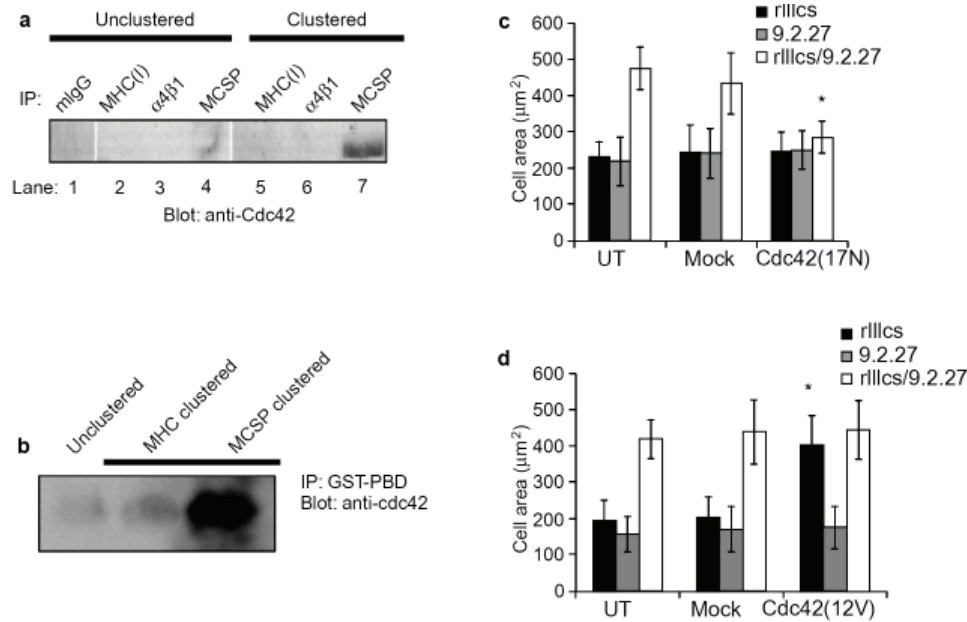 a
Unclustered
Clustered
IP:
mIgG
MHC(I)
α4β1
MCSP
MHC(I)
α4β1
MCSP
Lane: 1 2 3 4 5 6 7
Blot: anti-Cdc42
b
Unclustered
MHC clustered
MCSP clustered
IP: GST-PBD
Blot: anti-cdc42
c
rIIIcs
9.2.27
rIIIcs/9.2.27
Cell area (µm²)
600
500
400
300
200
100
0
*
UT Mock Cdc42(17N)
d
rIIIcs
9.2.27
rIIIcs/9.2.27
Cell area (µm²)
600
500
400
300
200
100
0
*
UT Mock Cdc42(12V)